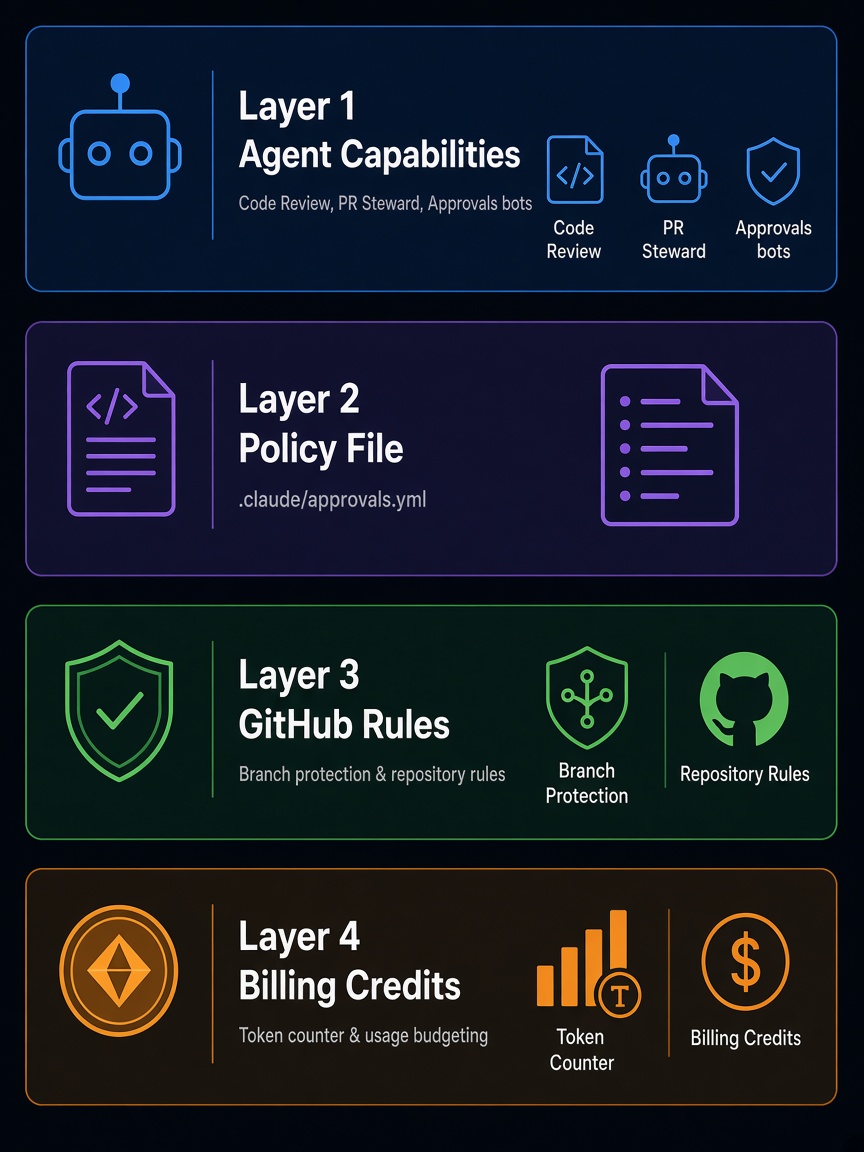 Layer 1
Agent Capabilities
Code Review, PR Steward, Approvals bots
</>
Code
Review
PR
Steward
Approvals
bots
</>
Layer 2
Policy File
.claude/approvals.yml
Layer 3
GitHub Rules
Branch protection & repository rules
Branch
Protection
Repository Rules
Layer 4
Billing Credits
Token counter & usage budgeting
T
Token
Counter
$
Billing Credits